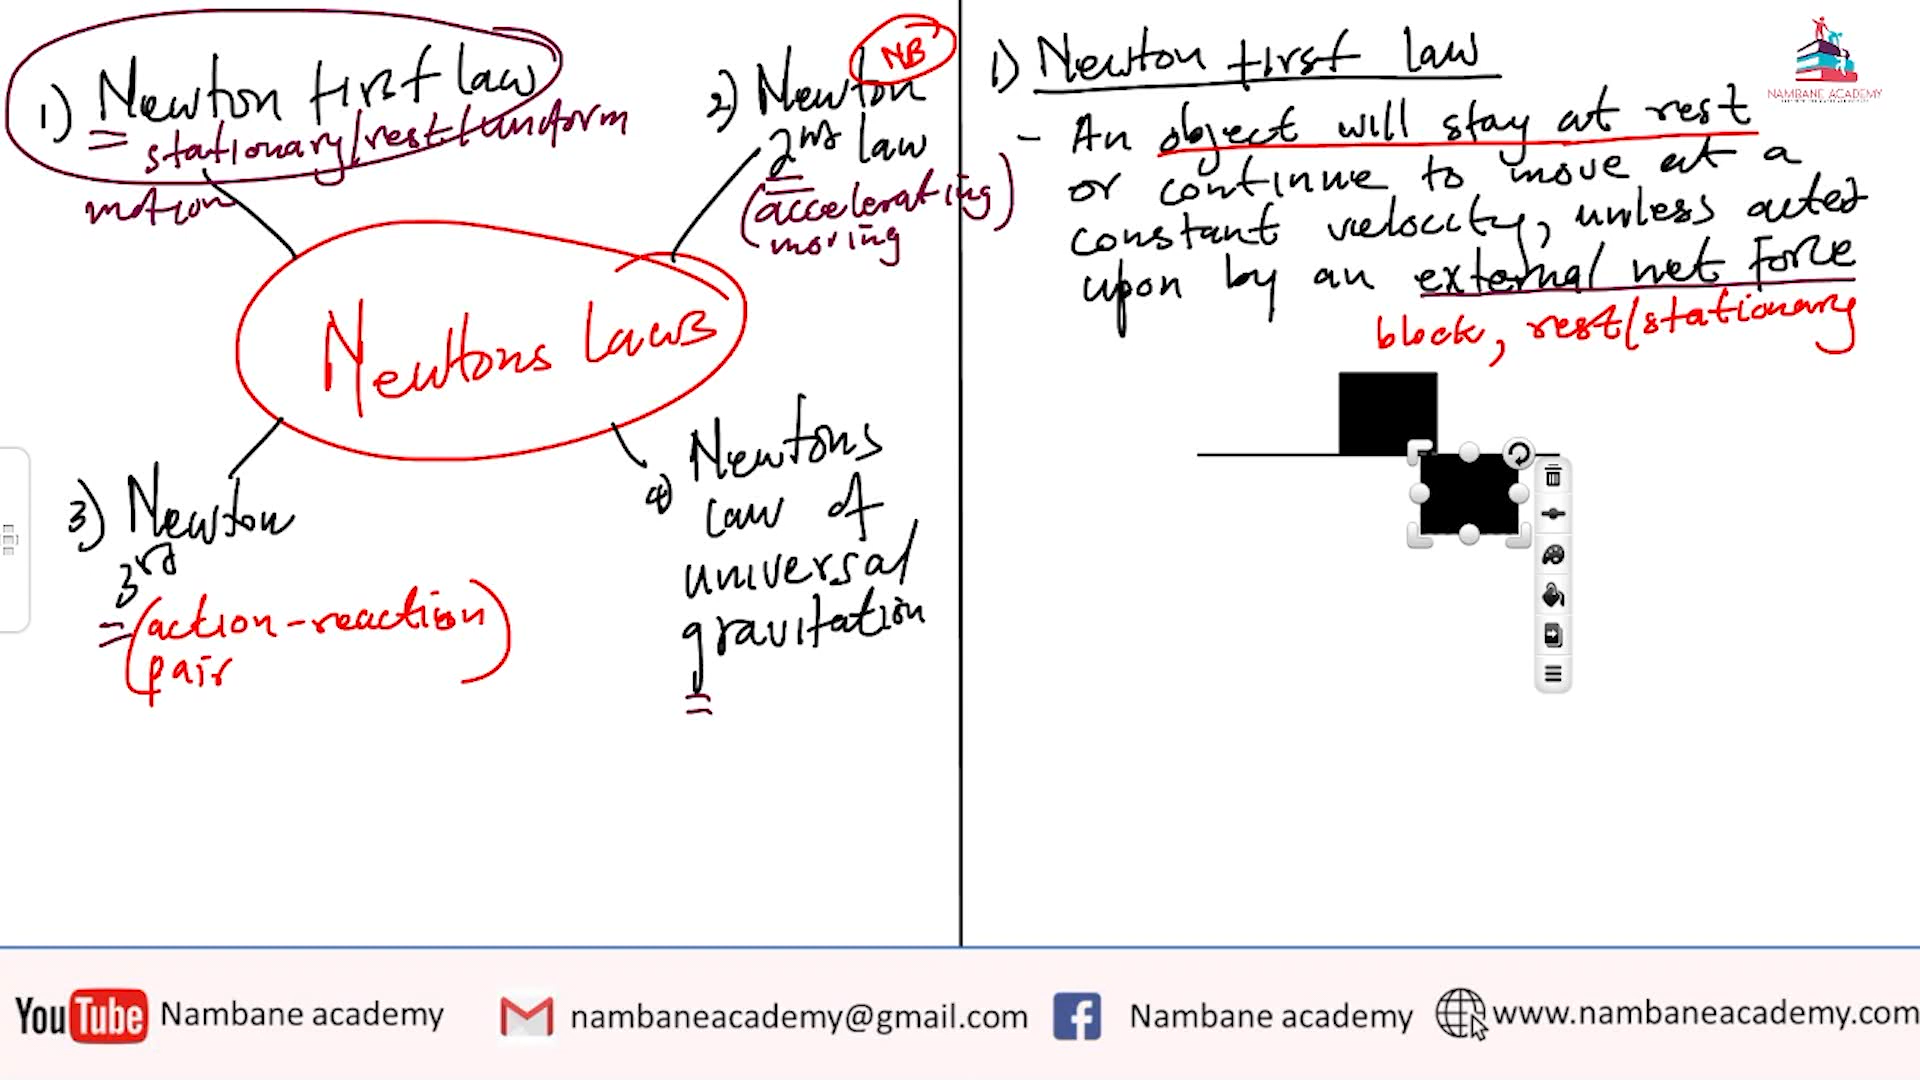 1) Newton first law
= stationary/rest/uniform
motion
2) Newton
NB
2nd law
(accelerating)
moving
Newtons Laws
3) Newton
3rd
= (action-reaction
pair)
4) Newtons
law of
universal
gravitation
=
1) Newton first law
- An object will stay at rest
or continue to move at a
constant velocity, unless acted
upon by an external net force
block, rest/stationary
NAMBANE ACADEMY
YouTube Nambane academy
nambaneacademy@gmail.com
f Nambane academy
www.nambaneacademy.com